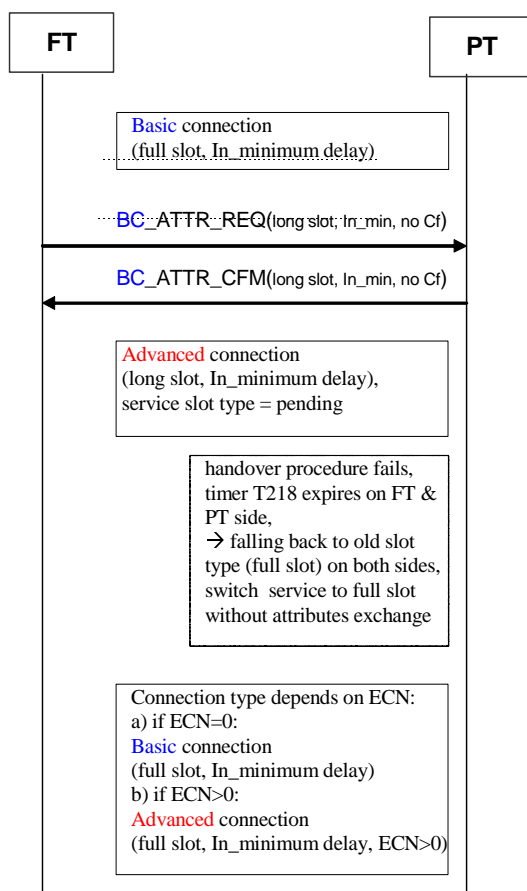 FT
PT
Basic connection
(full slot, In_minimum delay)
BC_ATTR_REQ(long slot, In_min, no Cf)
BC_ATTR_CFM(long slot, In_min, no Cf)
Advanced connection
(long slot, In_minimum delay),
service slot type = pending
handover procedure fails,
timer T218 expires on FT &
PT side,
→ falling back to old slot
type (full slot) on both sides,
switch service to full slot
without attributes exchange
Connection type depends on ECN:
a) if ECN=0:
Basic connection
(full slot, In_minimum delay)
b) if ECN>0:
Advanced connection
(full slot, In_minimum delay, ECN>0)